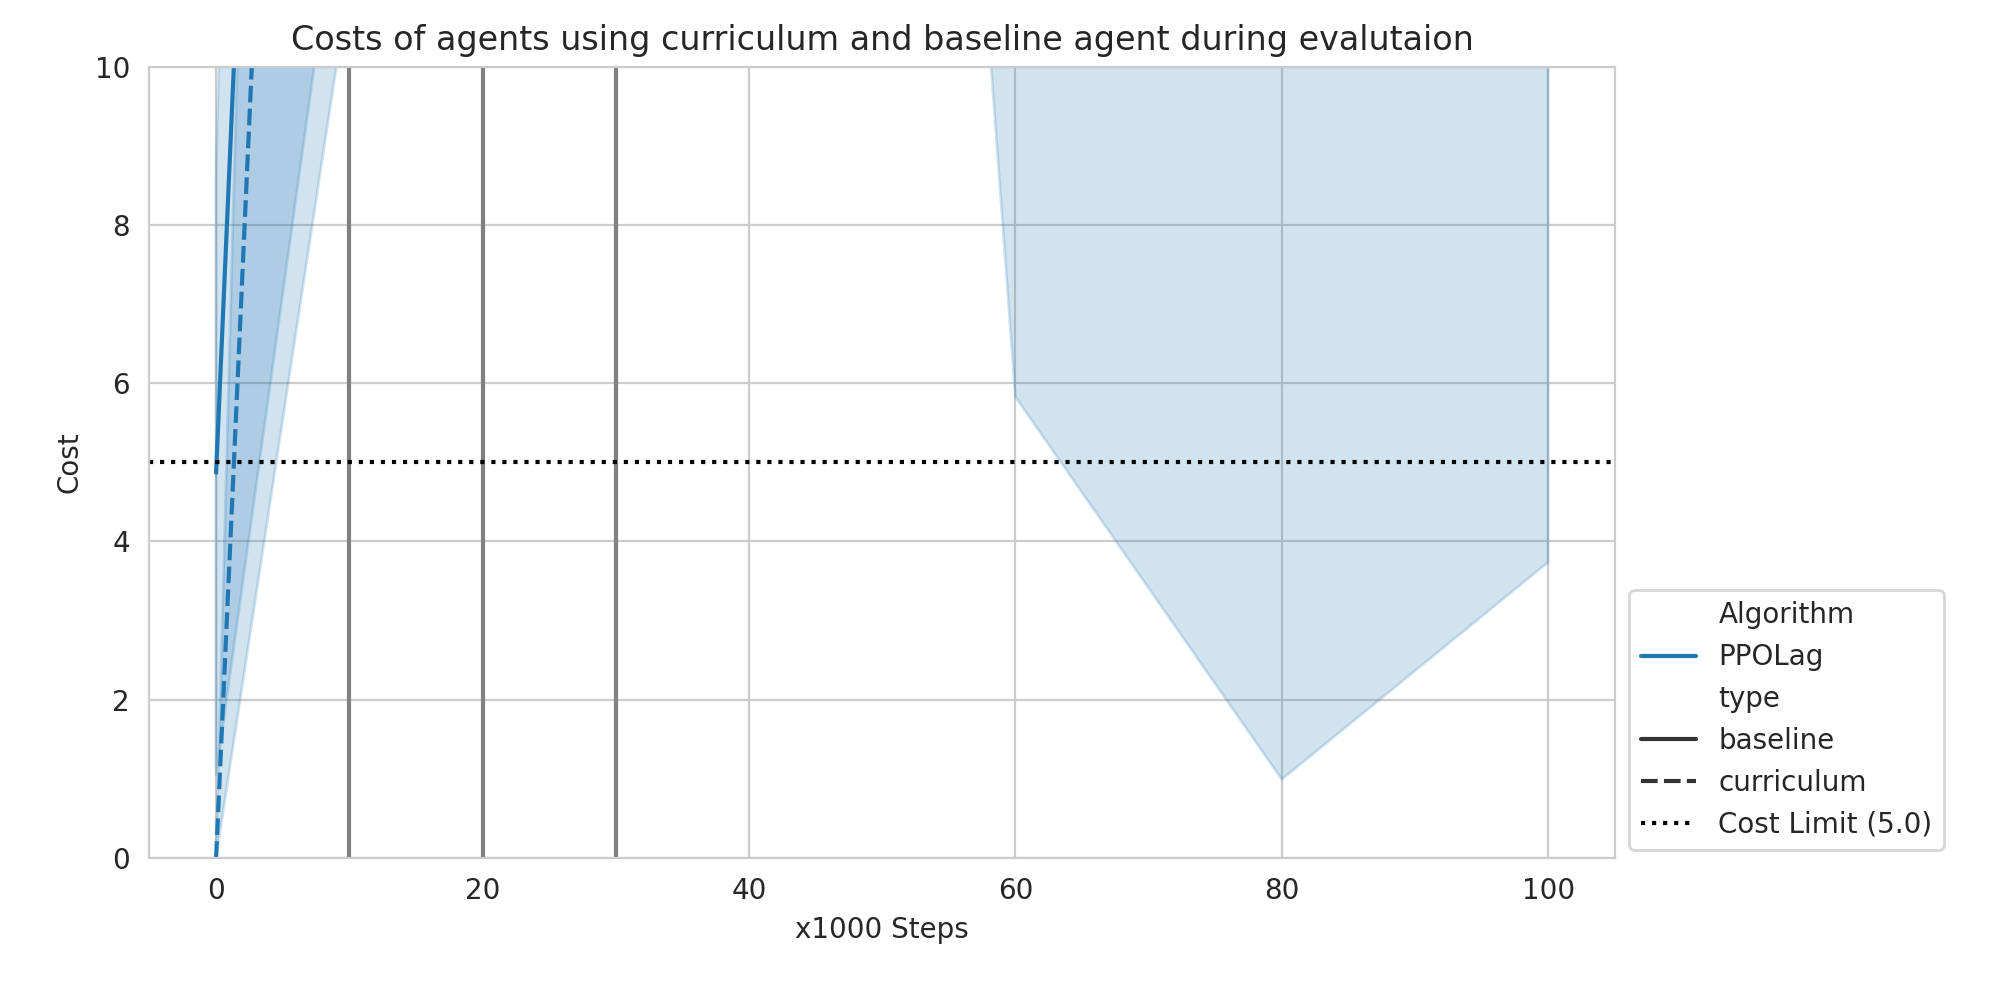 Costs of agents using curriculum and baseline agent during evalutaion
10
8
6
4
2
0
Cost
0 20 40 60 80 100
x1000 Steps
Algorithm
PPOLag
type
baseline
curriculum
Cost Limit (5.0)